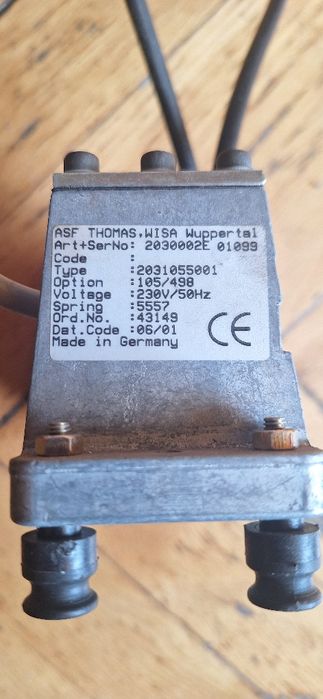 ASF THOMAS,WISA Wuppertal
Art+SerNo: 2030002E 01099
Code :
Type :2031055001
Option :105/498
Voltage :230V/50Hz
Spring :5557
Ord.No. :43149
Dat.Code :06/01
Made in Germany
CE